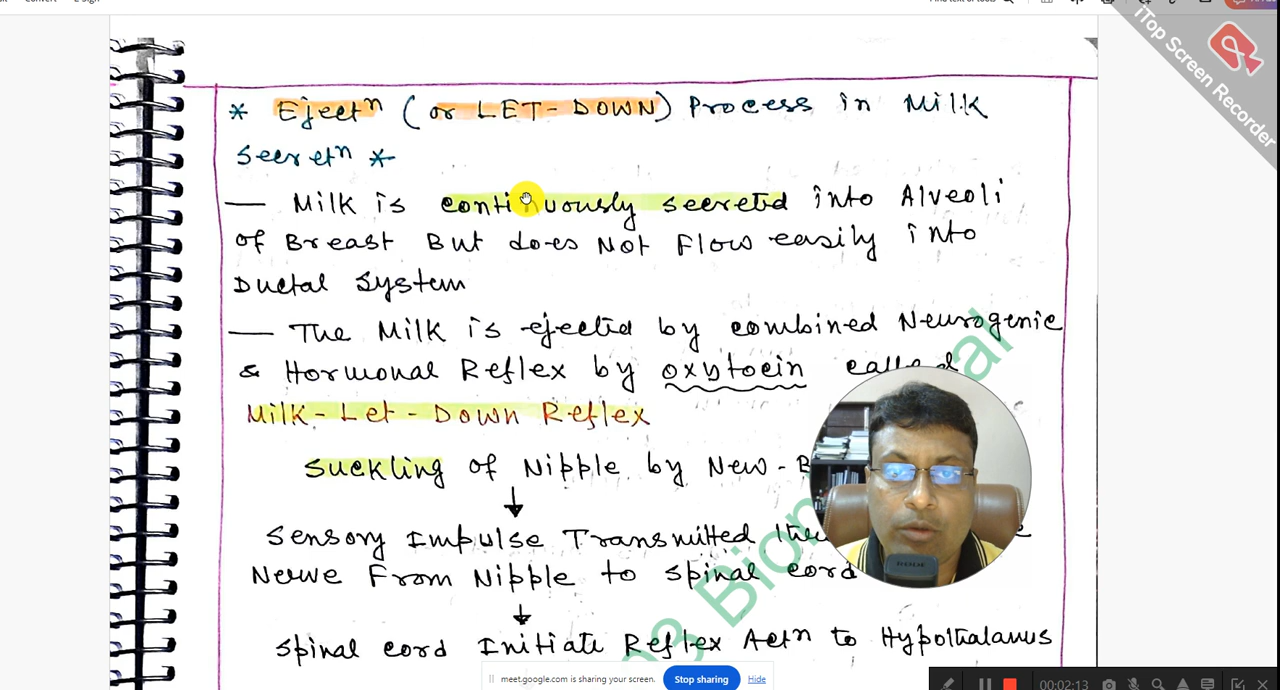 iTop Screen Recorder
* Ejectⁿ (or LET-DOWN) Process in Milk
Secretⁿ *
— Milk is continuously secreted into Alveoli
of Breast But does Not Flow easily into
Ductal System
— The Milk is ejected by combined Neurogenic
& Hormonal Reflex by oxytocin called
Milk-Let-Down Reflex
Suckling of Nipple by New-B
↓
Sensory Impulse Transmitted
Nerve From Nipple to Spinal cord
↓
Spinal cord Initiate Reflex Actⁿ to Hypothalamus
meet.google.com is sharing your screen. Stop sharing Hide
00:02:13